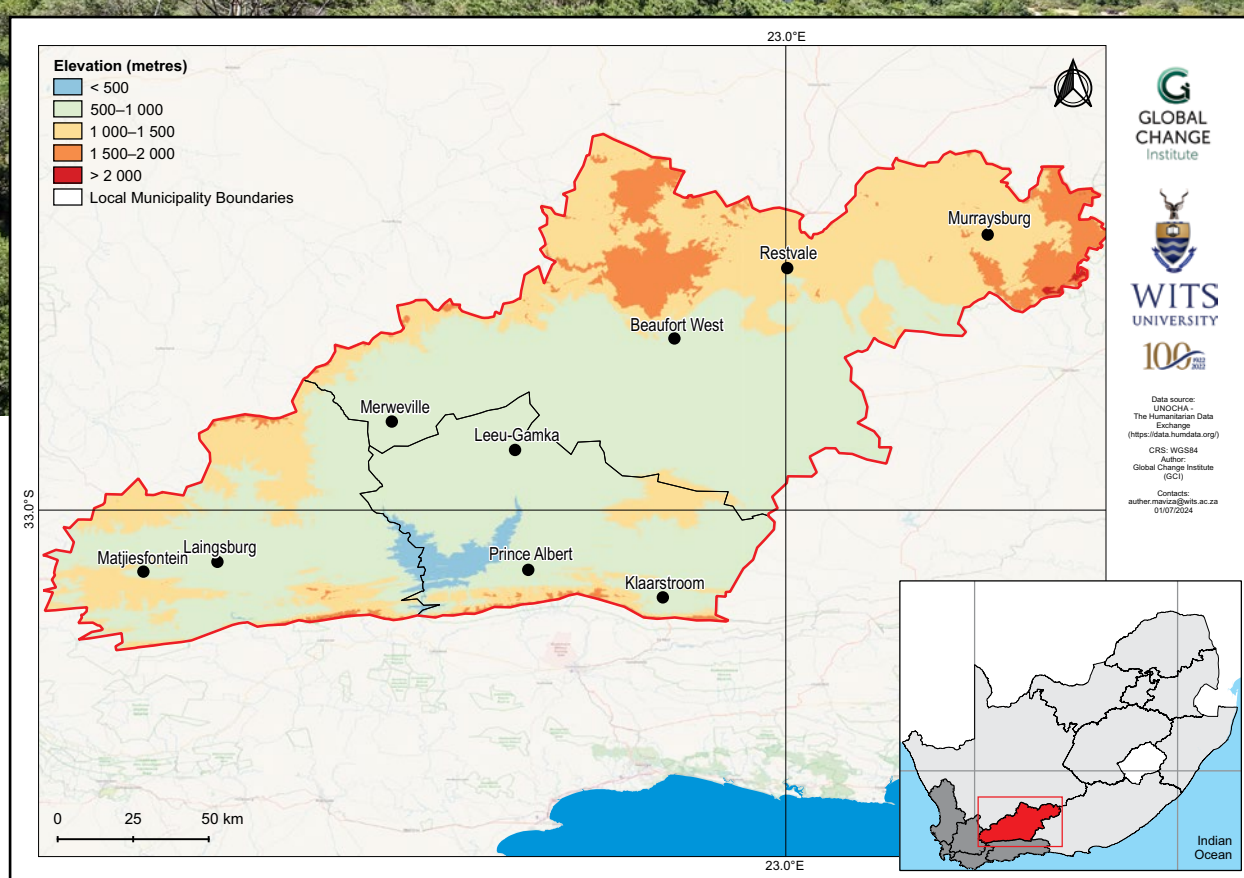 23.0°E
Elevation (metres)
< 500
500–1 000
1 000–1 500
1 500–2 000
> 2 000
Local Municipality Boundaries
Murraysburg
Restvale
Beaufort West
Merweville
Leeu-Gamka
33.0°S
Matjiesfontein
Laingsburg
Prince Albert
Klaarstroom
0 25 50 km
23.0°E
Indian
Ocean
GLOBAL
CHANGE
Institute
WITS
UNIVERSITY
100
1922
2022
Data source:
UNOCHA -
The Humanitarian Data
Exchange
(https://data.humdata.org/)
CRS: WGS84
Author:
Global Change Institute
(GCI)
Contacts:
auther.maviza@wits.ac.za
01/07/2024